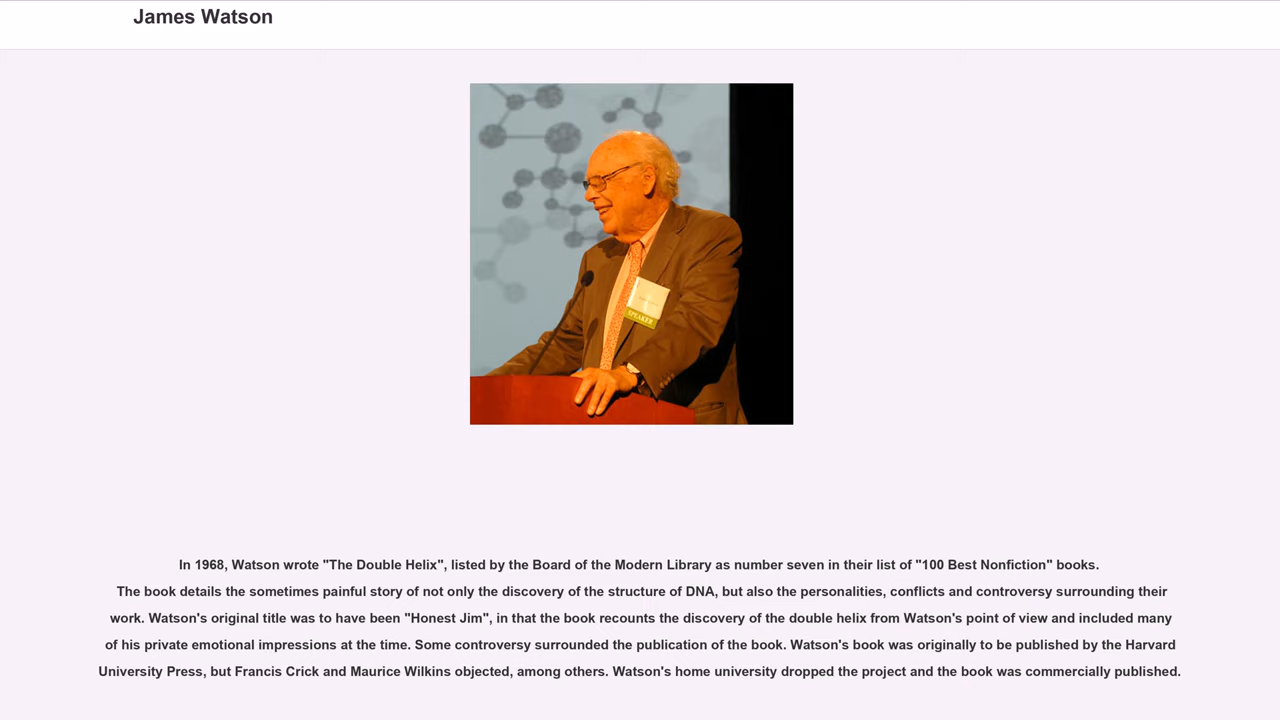 James Watson
SPEAKER
In 1968, Watson wrote "The Double Helix", listed by the Board of the Modern Library as number seven in their list of "100 Best Nonfiction" books.
The book details the sometimes painful story of not only the discovery of the structure of DNA, but also the personalities, conflicts and controversy surrounding their
work. Watson's original title was to have been "Honest Jim", in that the book recounts the discovery of the double helix from Watson's point of view and included many
of his private emotional impressions at the time. Some controversy surrounded the publication of the book. Watson's book was originally to be published by the Harvard
University Press, but Francis Crick and Maurice Wilkins objected, among others. Watson's home university dropped the project and the book was commercially published.